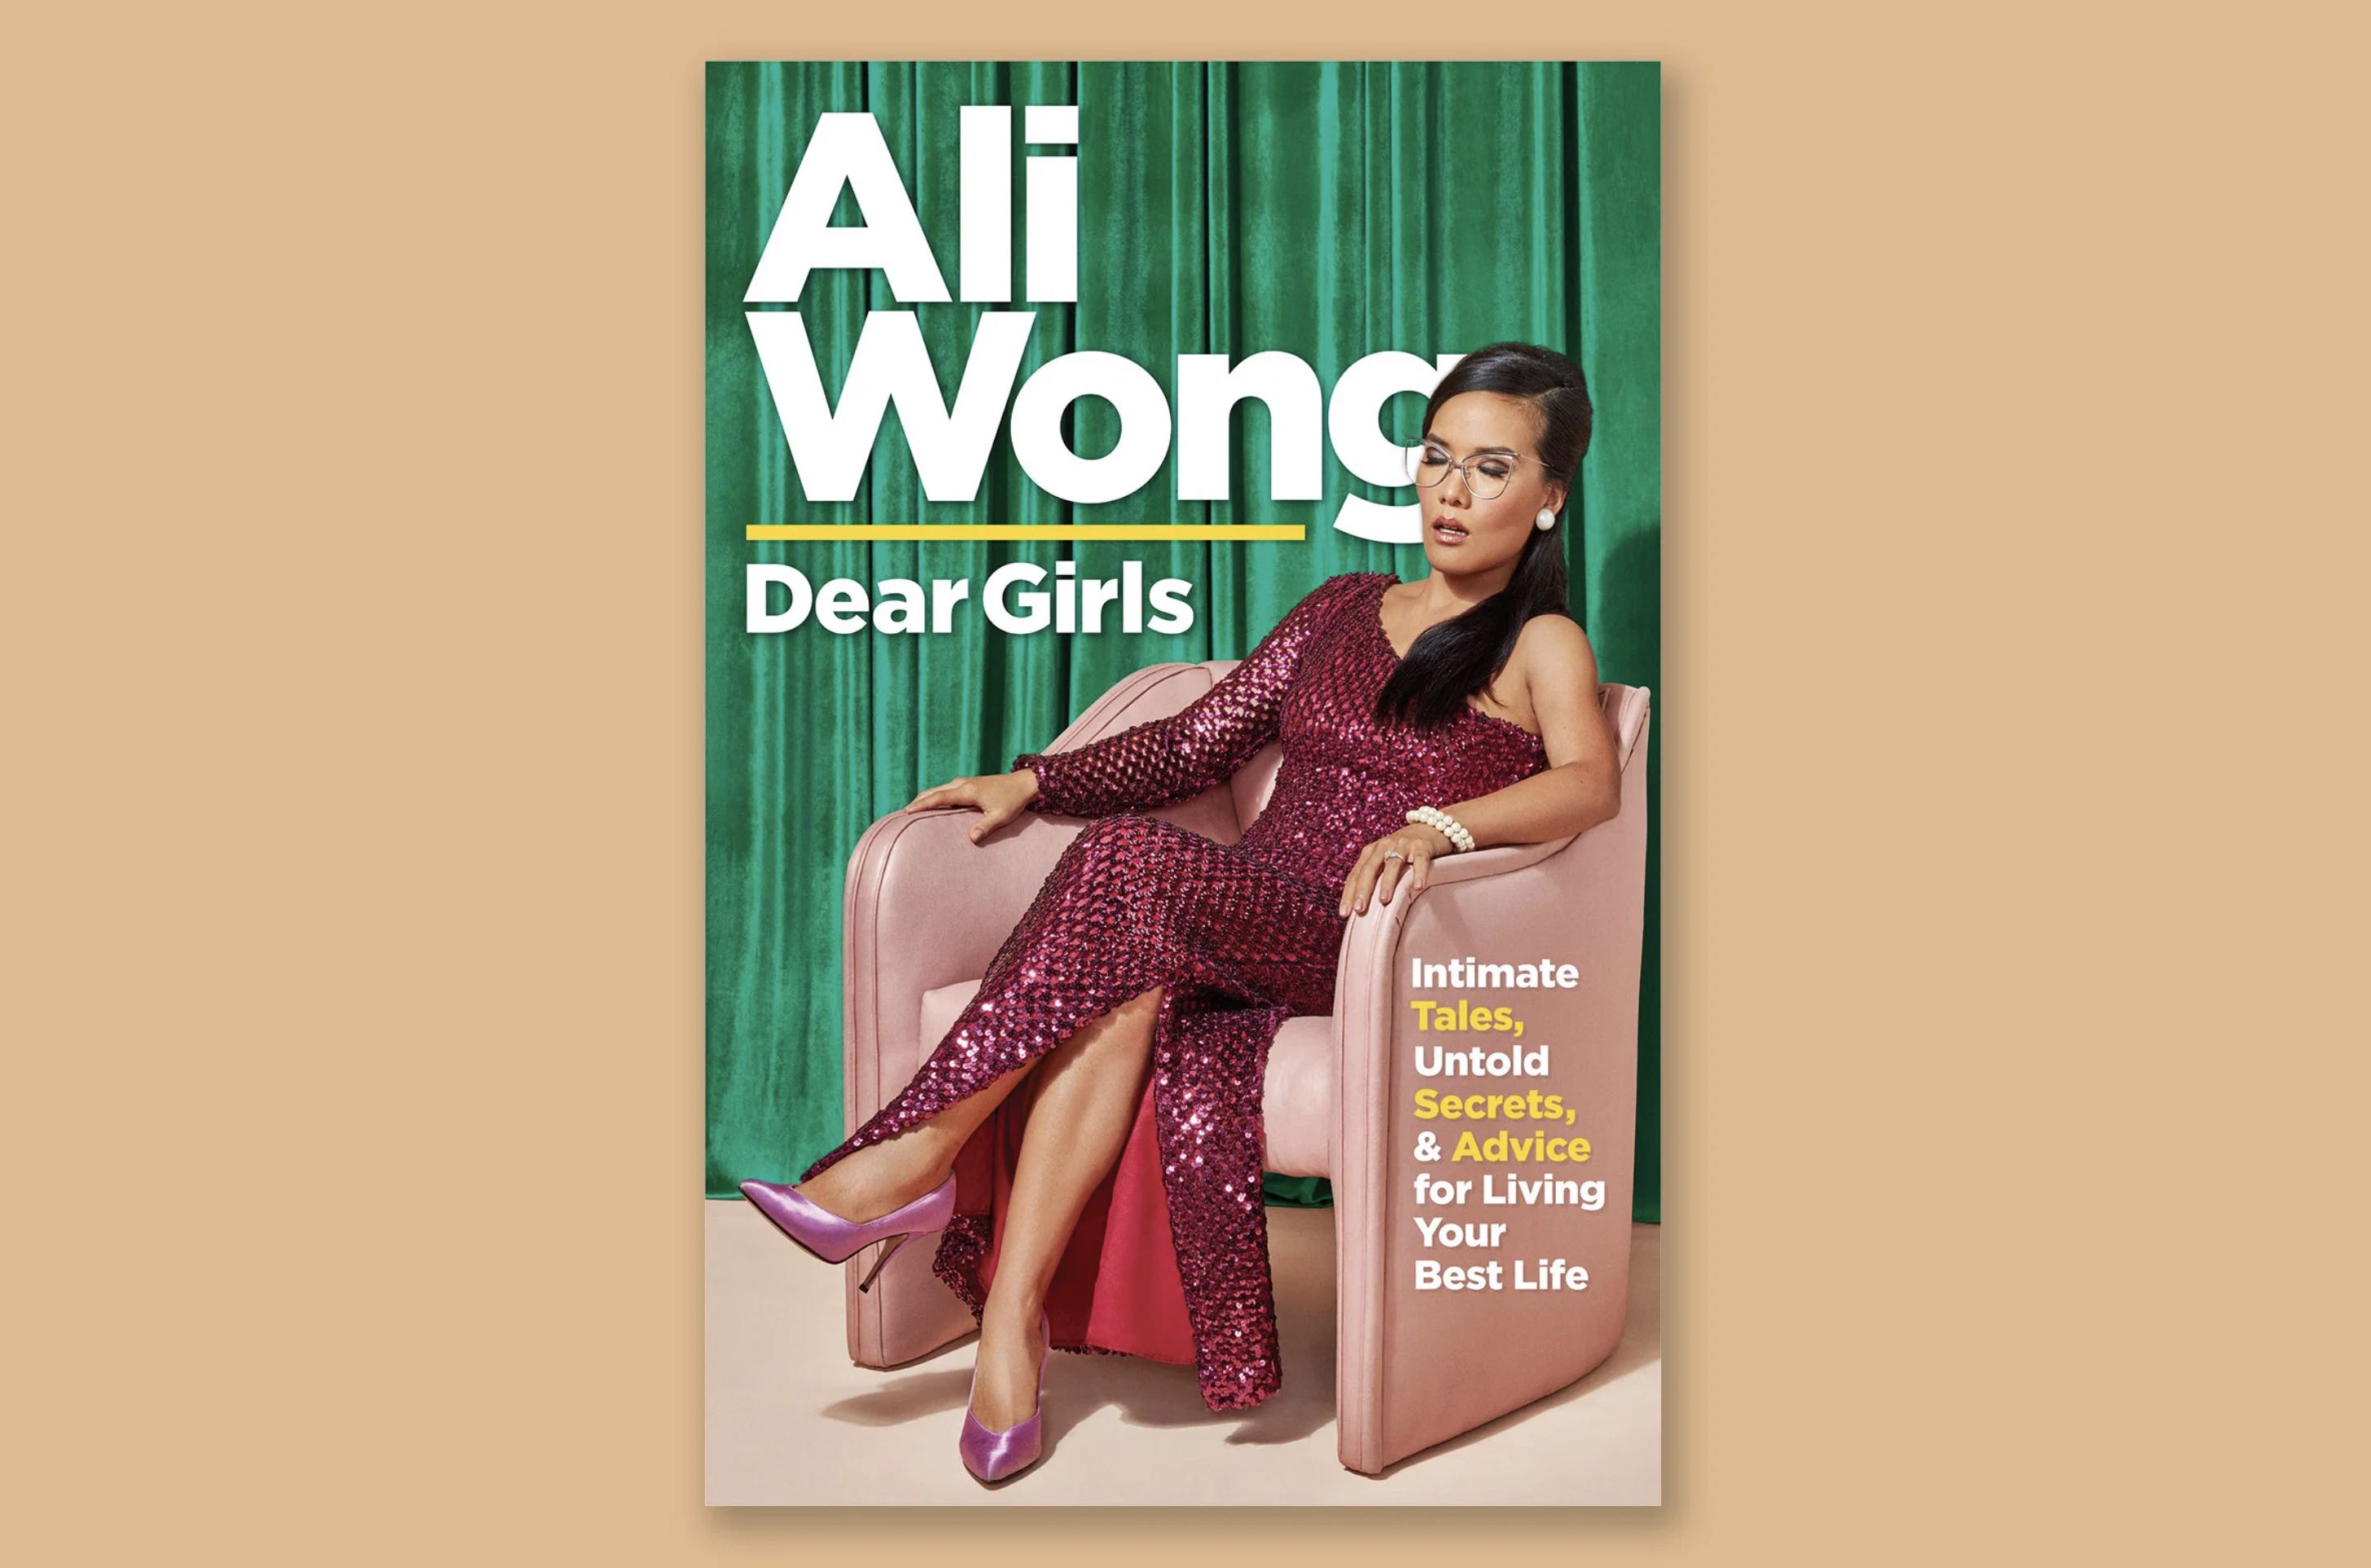 Ali
Wong
Dear Girls
Intimate
Tales,
Untold
Secrets,
& Advice
for Living
Your
Best Life